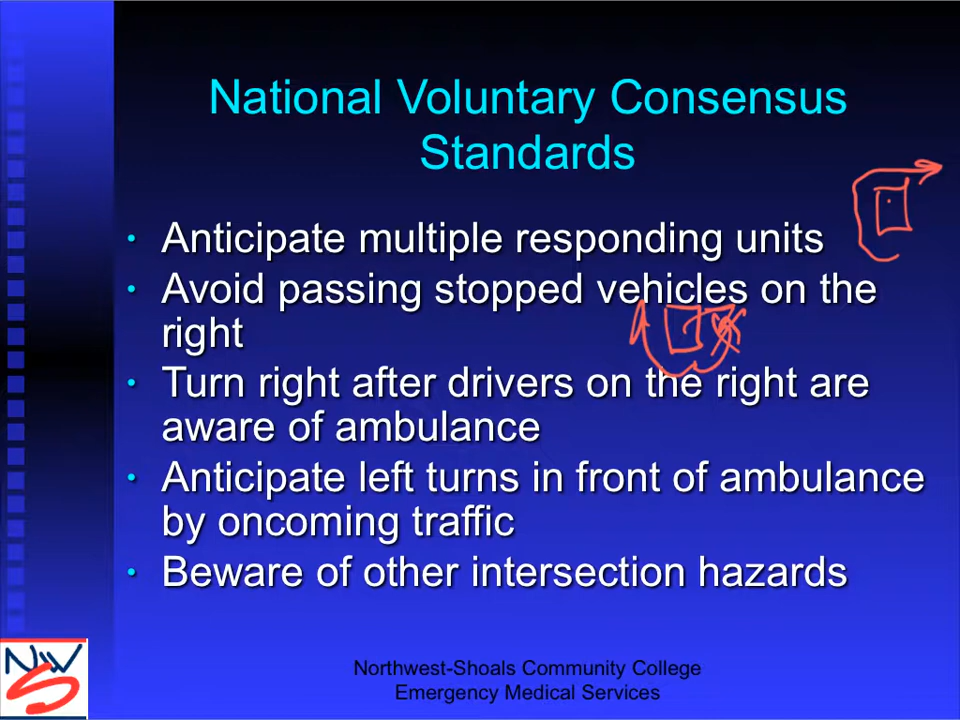 National Voluntary Consensus
Standards
• Anticipate multiple responding units
• Avoid passing stopped vehicles on the
right
• Turn right after drivers on the right are
aware of ambulance
• Anticipate left turns in front of ambulance
by oncoming traffic
• Beware of other intersection hazards
NW
S
Northwest-Shoals Community College
Emergency Medical Services